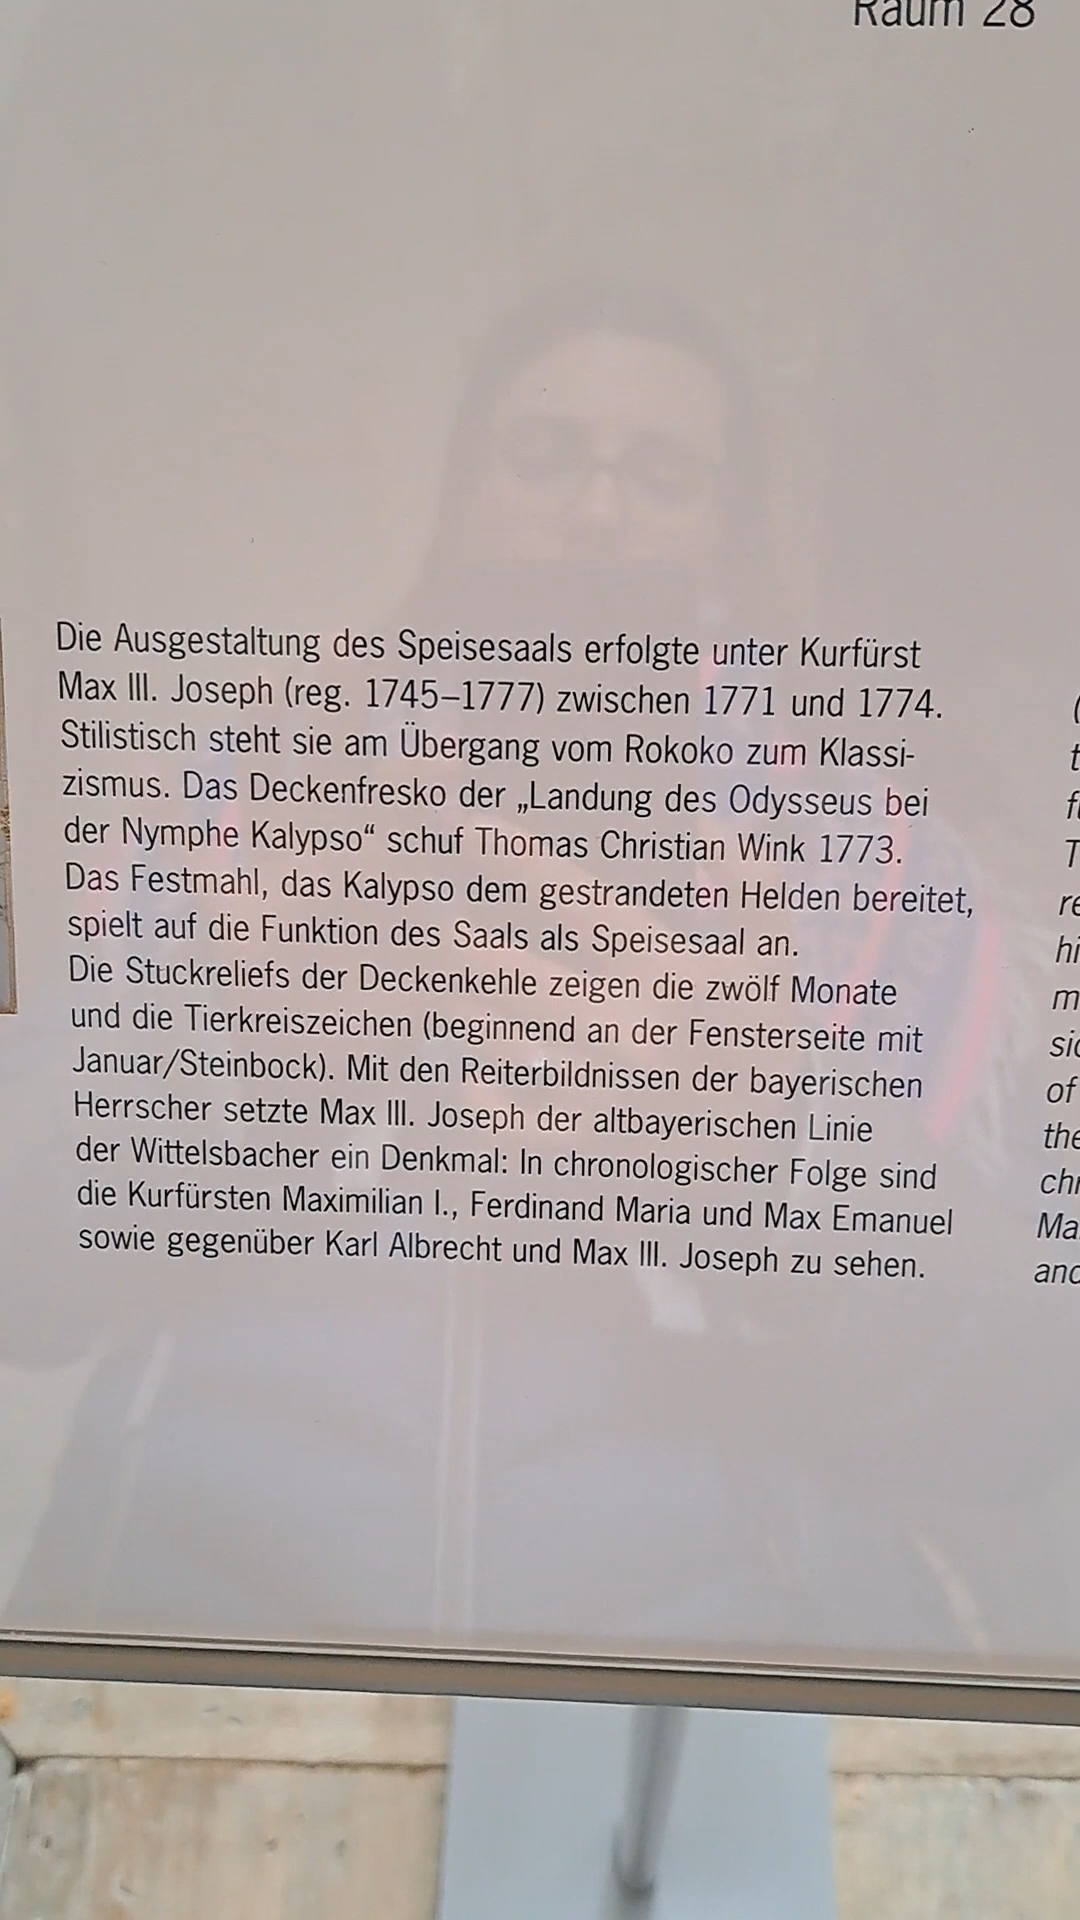 Raum 28
Die Ausgestaltung des Speisesaals erfolgte unter Kurfürst
Max III. Joseph (reg. 1745–1777) zwischen 1771 und 1774.
Stilistisch steht sie am Übergang vom Rokoko zum Klassi-
zismus. Das Deckenfresko der „Landung des Odysseus bei
der Nymphe Kalypso“ schuf Thomas Christian Wink 1773.
Das Festmahl, das Kalypso dem gestrandeten Helden bereitet,
spielt auf die Funktion des Saals als Speisesaal an.
Die Stuckreliefs der Deckenkehle zeigen die zwölf Monate
und die Tierkreiszeichen (beginnend an der Fensterseite mit
Januar/Steinbock). Mit den Reiterbildnissen der bayerischen
Herrscher setzte Max III. Joseph der altbayerischen Linie
der Wittelsbacher ein Denkmal: In chronologischer Folge sind
die Kurfürsten Maximilian I., Ferdinand Maria und Max Emanuel
sowie gegenüber Karl Albrecht und Max III. Joseph zu sehen.
of